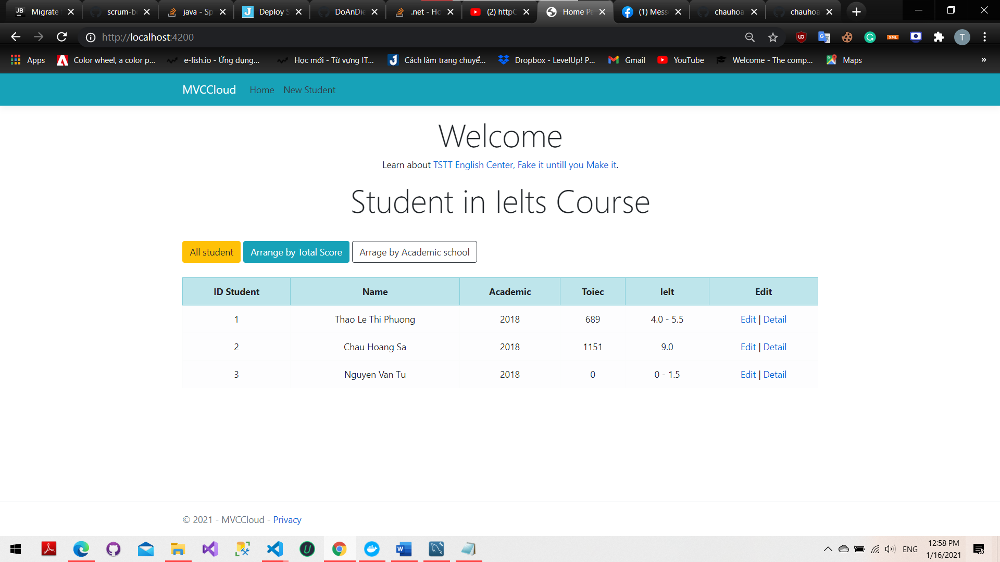 JB Migrate
scrum-b
java - Sp
Deploy S
DoAnDie
.net - Ho
(2) httpC
Home Pa
(1) Mess
chauhoa
chauhoa
http://localhost:4200
T
Apps
Color wheel, a color p...
e-lish.io - Ứng dụng...
Học mới - Từ vựng IT...
Cách làm trang chuyể...
Dropbox - LevelUp! P...
Gmail
YouTube
Welcome - The comp...
Maps
»
MVCCloud Home New Student
Welcome
Learn about TSTT English Center, Fake it untill you Make it.
Student in Ielts Course
All student Arrange by Total Score Arrage by Academic school
ID Student Name Academic Toiec Ielt Edit
1 Thao Le Thi Phuong 2018 689 4.0 - 5.5 Edit | Detail
2 Chau Hoang Sa 2018 1151 9.0 Edit | Detail
3 Nguyen Van Tu 2018 0 0 - 1.5 Edit | Detail
© 2021 - MVCCloud - Privacy
ENG
12:58 PM
1/16/2021